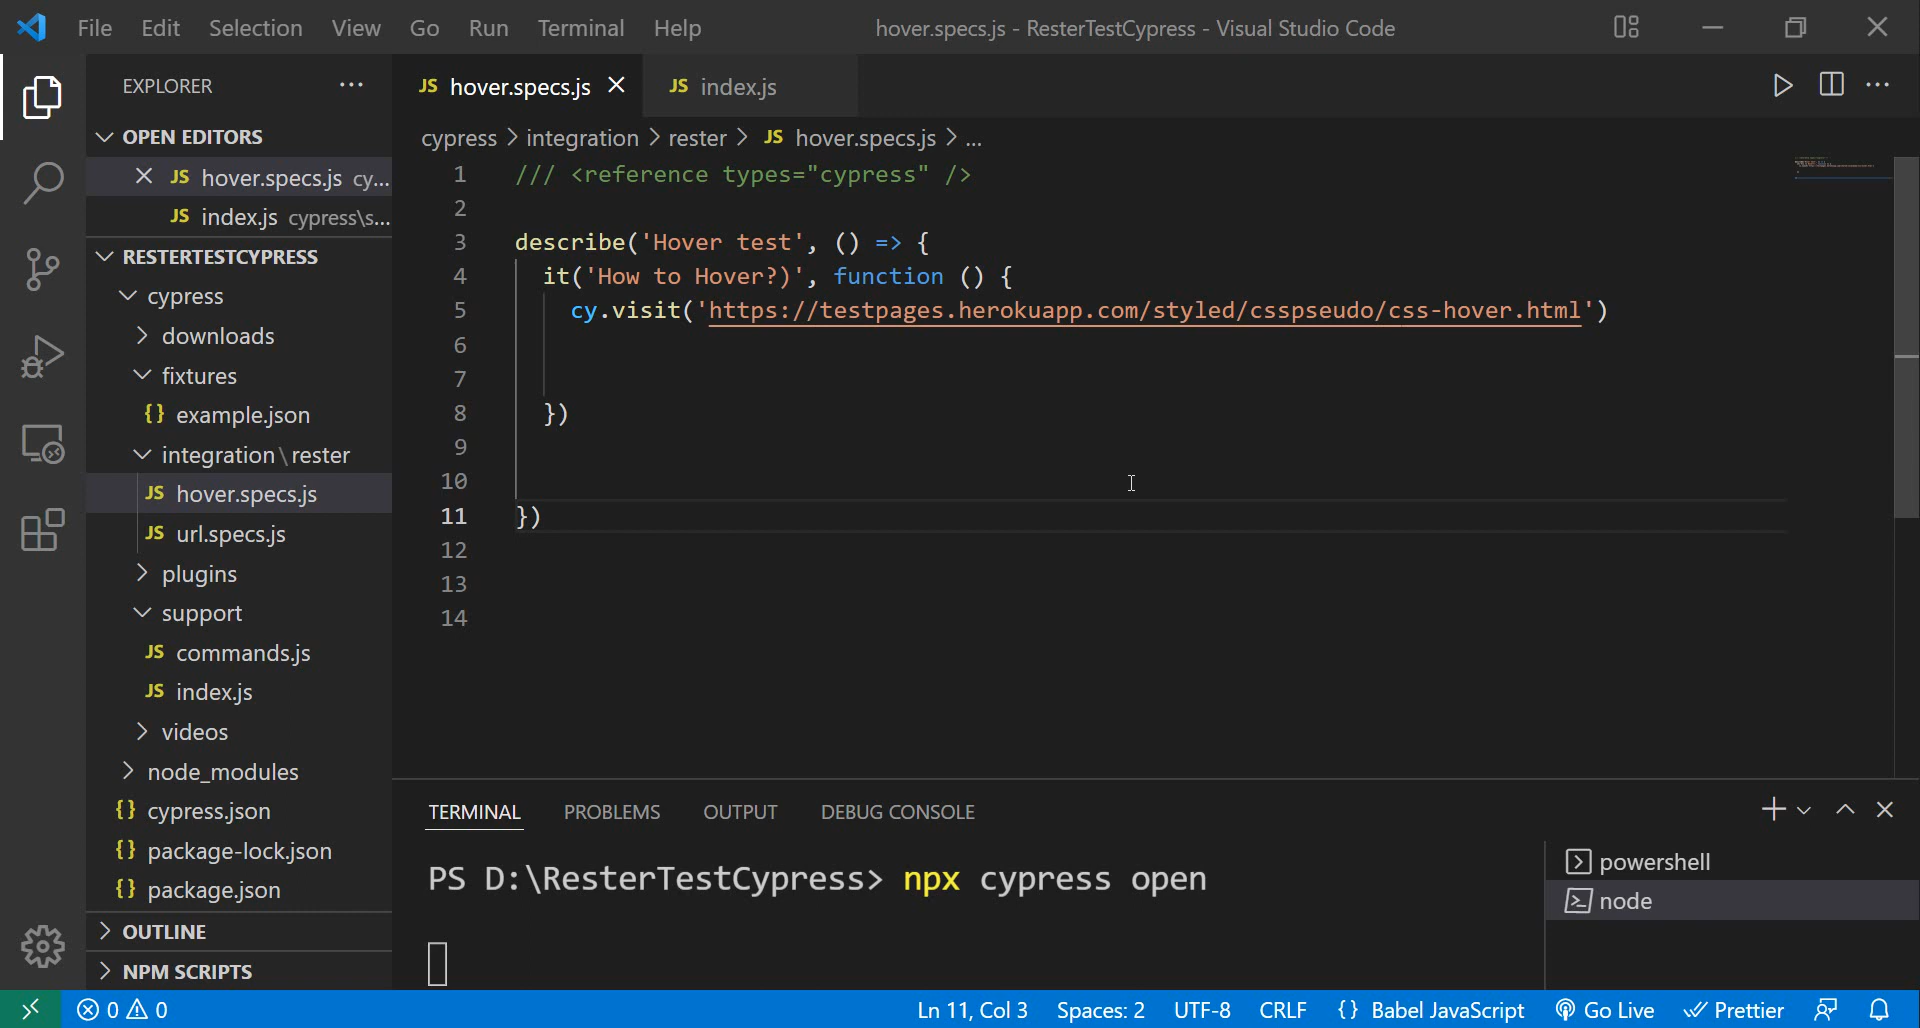 File Edit Selection View Go Run Terminal Help hover.specs.js - ResterTestCypress - Visual Studio Code
EXPLORER ...
OPEN EDITORS
JS hover.specs.js cy...
JS index.js cypress\s...
RESTERTESTCYPRESS
cypress
downloads
fixtures
{} example.json
integration\rester
JS hover.specs.js
JS url.specs.js
plugins
support
JS commands.js
JS index.js
videos
node_modules
{} cypress.json
{} package-lock.json
{} package.json
OUTLINE
NPM SCRIPTS
JS hover.specs.js JS index.js
cypress > integration > rester > JS hover.specs.js > ...
1 /// <reference types="cypress" />
2
3 describe('Hover test', () => {
4 it('How to Hover?)', function () {
5 cy.visit('https://testpages.herokuapp.com/styled/csspseudo/css-hover.html')
6
7
8 })
9
10
11 })
12
13
14
TERMINAL PROBLEMS OUTPUT DEBUG CONSOLE
PS D:\ResterTestCypress> npx cypress open
powershell
node
0 0 Ln 11, Col 3 Spaces: 2 UTF-8 CRLF {} Babel JavaScript Go Live Prettier